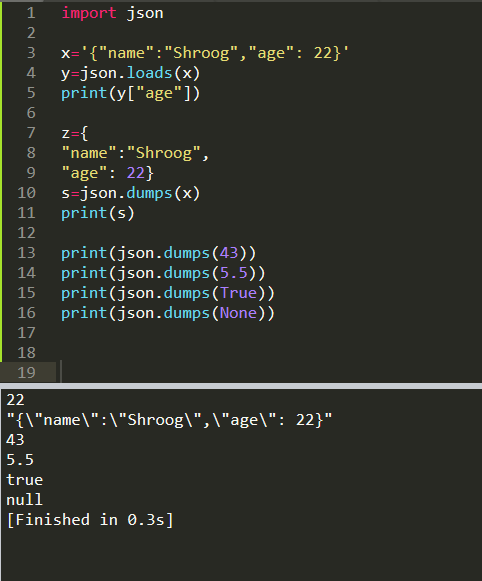 1 import json
2
3 x='{"name":"Shroog","age": 22}'
4 y=json.loads(x)
5 print(y["age"])
6
7 z={
8 "name":"Shroog",
9 "age": 22}
10 s=json.dumps(x)
11 print(s)
12
13 print(json.dumps(43))
14 print(json.dumps(5.5))
15 print(json.dumps(True))
16 print(json.dumps(None))
17
18
19
22
"{\"name\":\"Shroog\",\"age\": 22}"
43
5.5
true
null
[Finished in 0.3s]